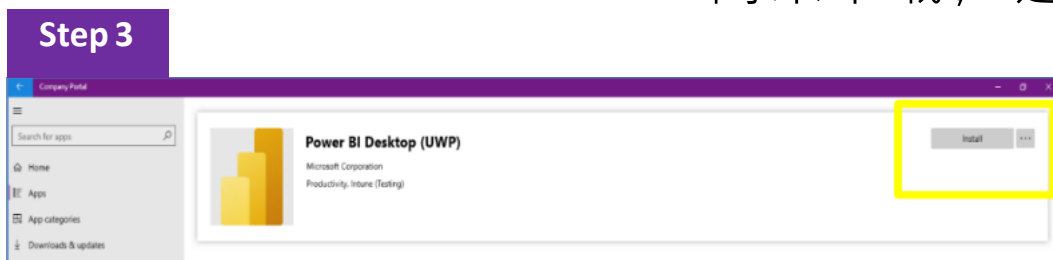 Step 3
Company Portal
Search for apps
Home
Apps
App categories
Downloads & updates
Power BI Desktop (UWP)
Microsoft Corporation
Productivity, Intune (Testing)
Install